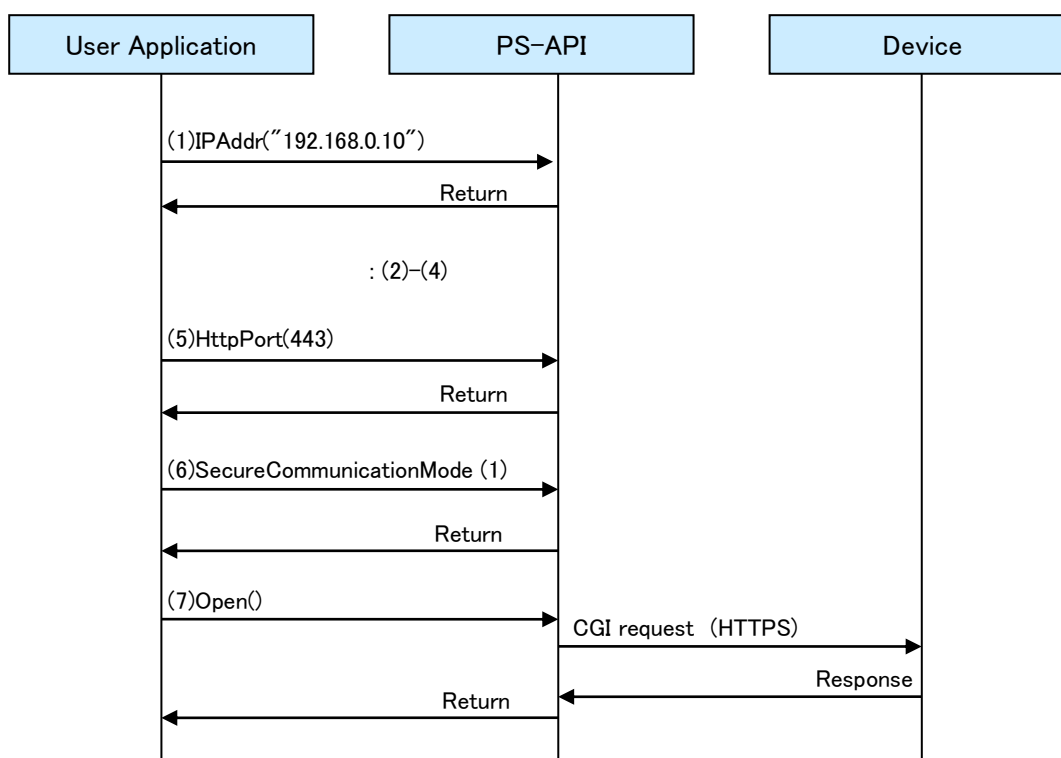 User Application
PS-API
Device
(1)IPAddr("192.168.0.10")
Return
: (2)-(4)
(5)HttpPort(443)
Return
(6)SecureCommunicationMode (1)
Return
(7)Open()
CGI request (HTTPS)
Response
Return